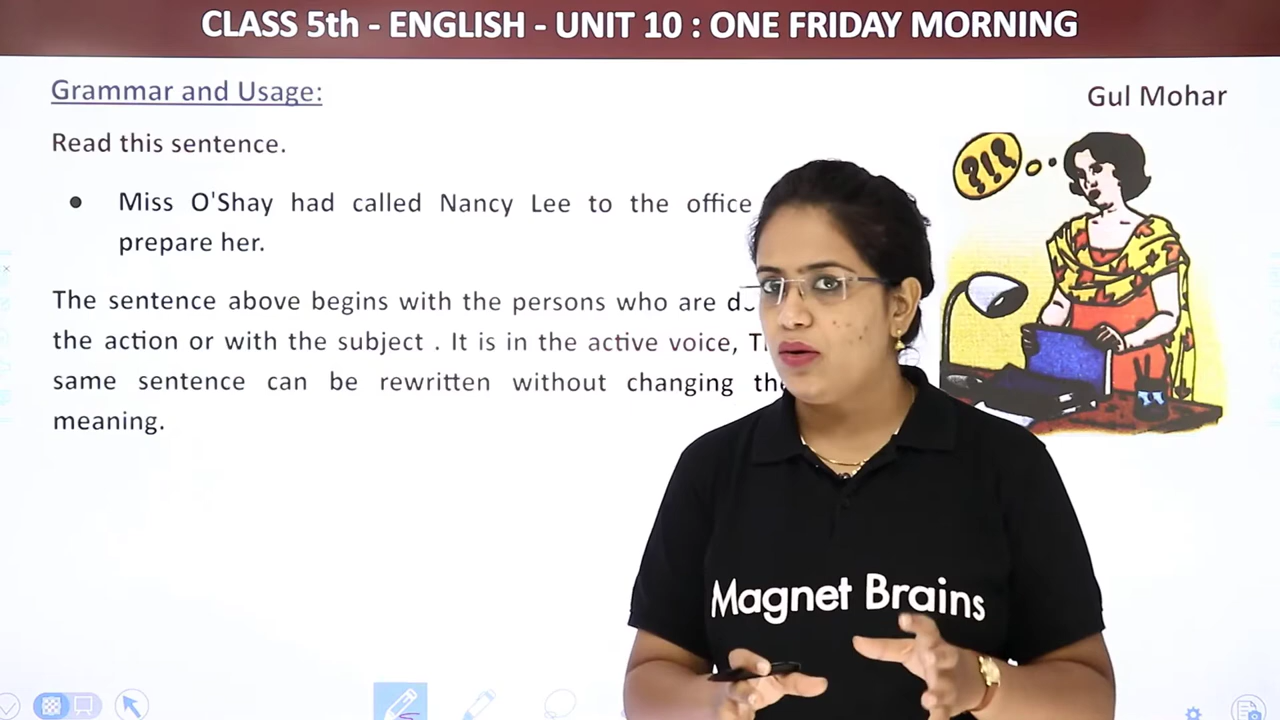 CLASS 5th - ENGLISH - UNIT 10 : ONE FRIDAY MORNING
Grammar and Usage:
Gul Mohar
Read this sentence.
?!?
• Miss O'Shay had called Nancy Lee to the office
prepare her.
The sentence above begins with the persons who are
the action or with the subject . It is in the active voice,
same sentence can be rewritten without changing
meaning.
Magnet Brains